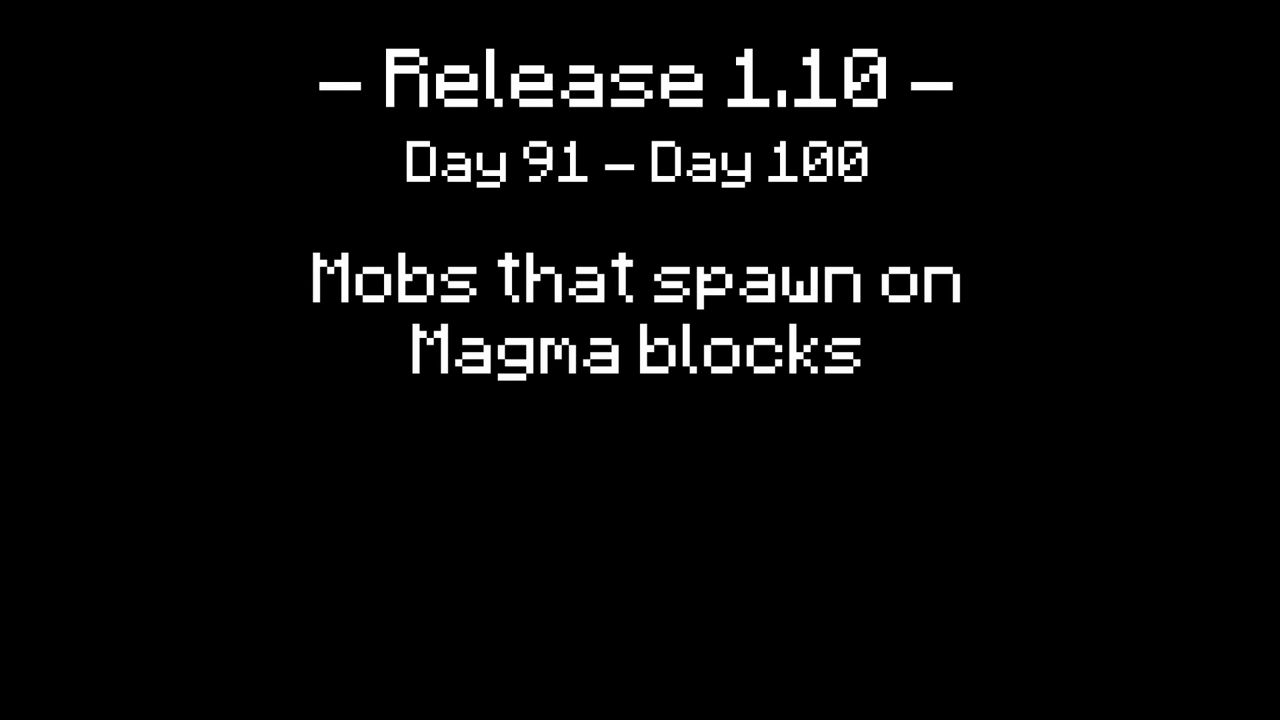 – Release 1.10 –
Day 91 – Day 100
Mobs that spawn on
Magma blocks